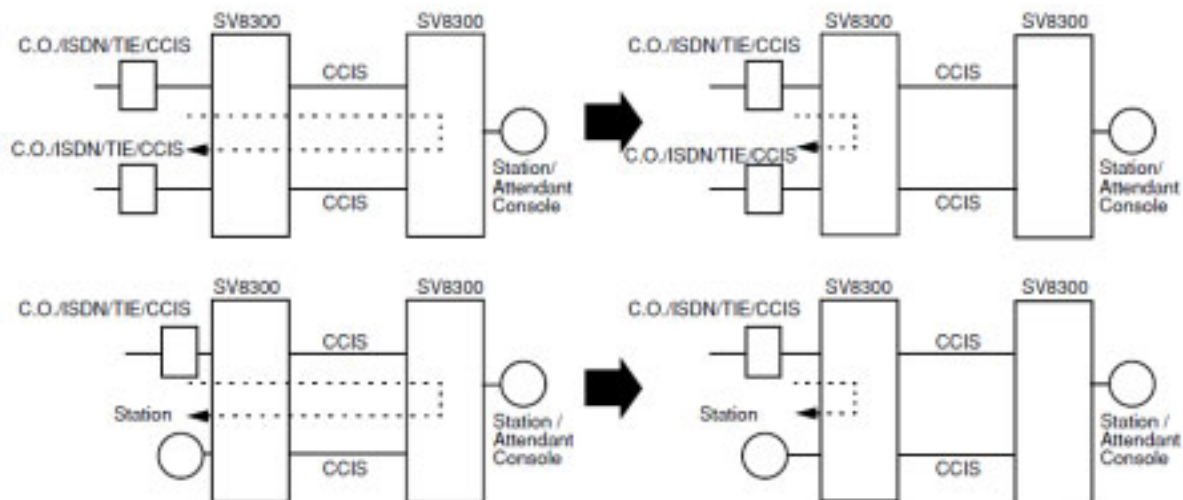 SV8300 SV8300 SV8300 SV8300
C.O./ISDN/TIE/CCIS C.O./ISDN/TIE/CCIS
CCIS CCIS
C.O./ISDN/TIE/CCIS C.O./ISDN/TIE/CCIS
Station/ Station/
Attendant Attendant
Console Console
CCIS CCIS
SV8300 SV8300 SV8300 SV8300
C.O./ISDN/TIE/CCIS C.O./ISDN/TIE/CCIS
CCIS CCIS
Station Station
Station / Station /
Attendant Attendant
Console Console
CCIS CCIS